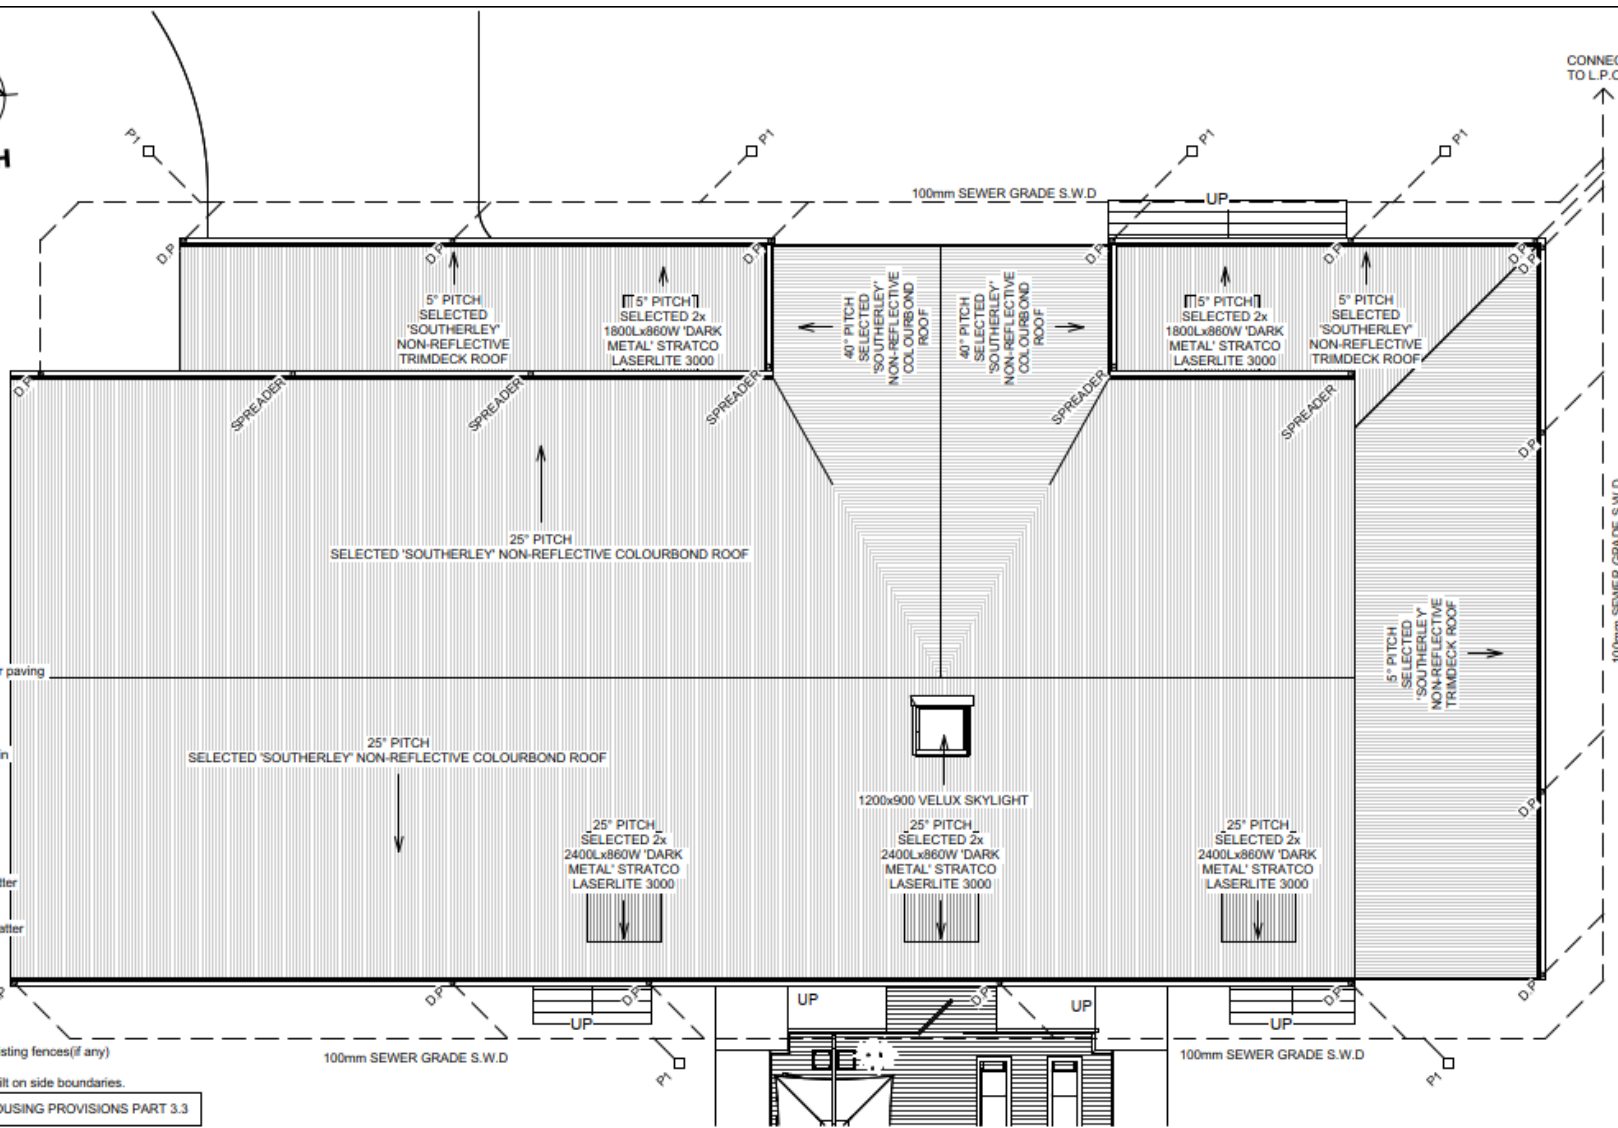 CONNEC
TO L.P.O
P1
P1
P1
P1
H
100mm SEWER GRADE S.W.D
UP
D.P
D.P
D.P
D.P
D.P
D.P
D.P
5° PITCH
SELECTED
'SOUTHERLEY'
NON-REFLECTIVE
TRIMDECK ROOF
5° PITCH
SELECTED 2x
1800Lx860W 'DARK
METAL' STRATCO
LASERLITE 3000
40° PITCH
SELECTED
'SOUTHERLEY'
NON-REFLECTIVE
COLOURBOND
ROOF
40° PITCH
SELECTED
'SOUTHERLEY'
NON-REFLECTIVE
COLOURBOND
ROOF
5° PITCH
SELECTED 2x
1800Lx860W 'DARK
METAL' STRATCO
LASERLITE 3000
5° PITCH
SELECTED
'SOUTHERLEY'
NON-REFLECTIVE
TRIMDECK ROOF
D.P
SPREADER
SPREADER
SPREADER
SPREADER
SPREADER
D.P
25° PITCH
SELECTED 'SOUTHERLEY' NON-REFLECTIVE COLOURBOND ROOF
100mm SEWER GRADE S.W.D
5° PITCH
SELECTED
'SOUTHERLEY'
NON-REFLECTIVE
TRIMDECK ROOF
r paving
25° PITCH
SELECTED 'SOUTHERLEY' NON-REFLECTIVE COLOURBOND ROOF
in
1200x900 VELUX SKYLIGHT
D.P
25° PITCH
SELECTED 2x
2400Lx860W 'DARK
METAL' STRATCO
LASERLITE 3000
25° PITCH
SELECTED 2x
2400Lx860W 'DARK
METAL' STRATCO
LASERLITE 3000
25° PITCH
SELECTED 2x
2400Lx860W 'DARK
METAL' STRATCO
LASERLITE 3000
tter
atter
D.P
D.P
D.P
D.P
D.P
UP
UP
UP
UP
isting fences(if any)
100mm SEWER GRADE S.W.D
100mm SEWER GRADE S.W.D
P1
P1
ilt on side boundaries.
OUSING PROVISIONS PART 3.3